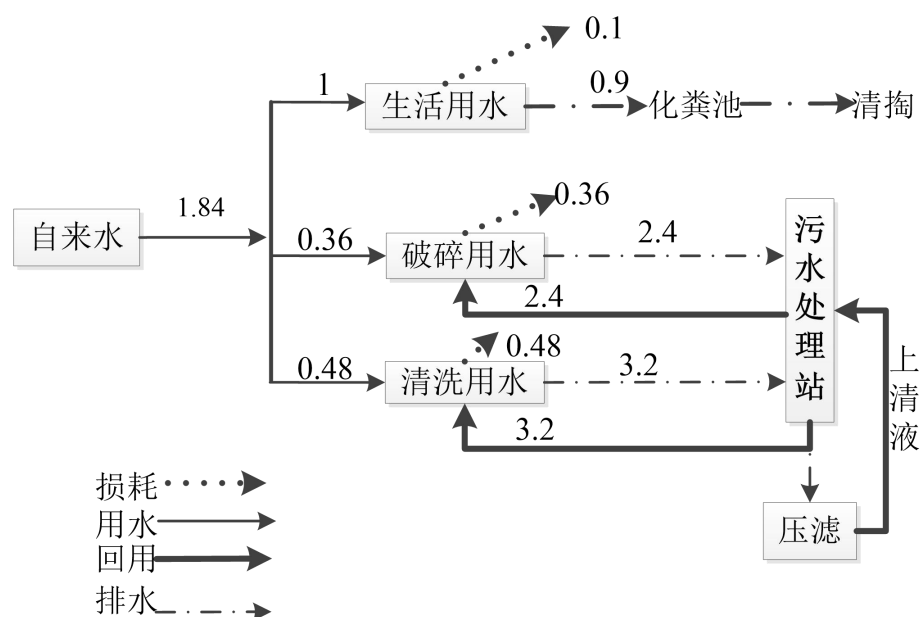 0.1
1
生活用水
0.9
化粪池
清掏
自来水
1.84
0.36
破碎用水
0.36
2.4
2.4
污水处理站
0.48
清洗用水
0.48
3.2
3.2
上清液
压滤
损耗
用水
回用
排水